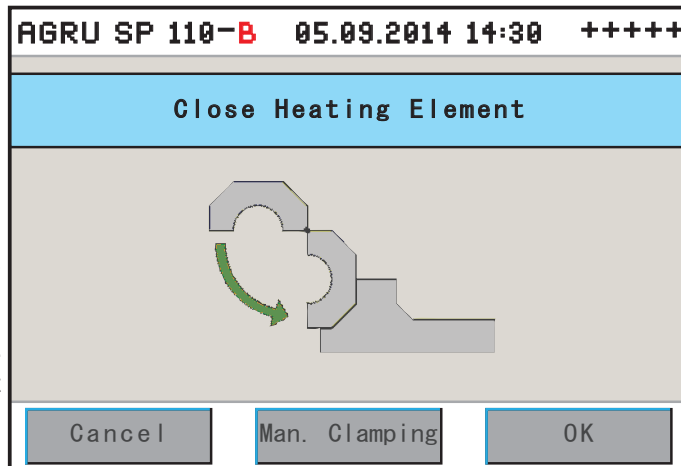 AGRU SP 110-B 05.09.2014 14:30 +++++
Close Heating Element
Cancel Man. Clamping OK